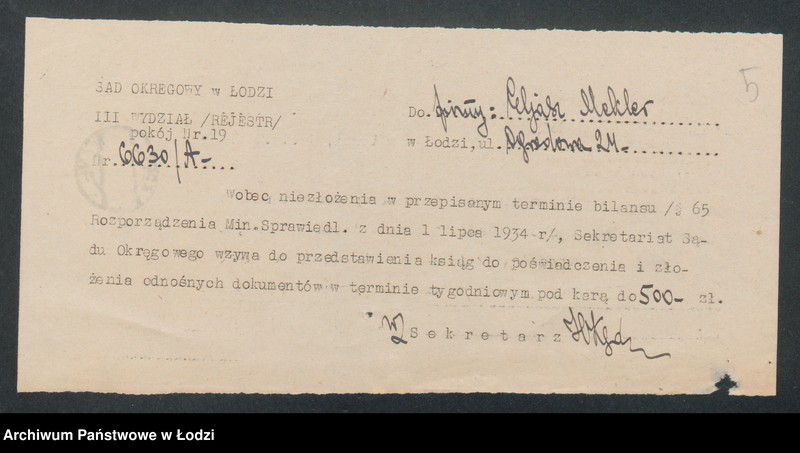 5
SAD OKRĘGOWY w ŁODZI
III WYDZIAŁ /REJESTR/
pokój Nr.19
Nr. 6630/A-....
Do firmy: Eljasz Mekler
w Łodzi, ul. Ogrodowa 24.
Wobec niezłożenia w przepisanym terminie bilansu /§ 65
Rozporządzenia Min.Sprawiedl. z dnia 1 lipca 1934 r/, Sekretariat Są-
du Okręgowego wzywa do przedstawienia ksiąg do poświadczenia i zło-
żenia odnośnych dokumentów w terminie tygodniowym pod karą do 500- zł.
Sekretarz
Archiwum Państwowe w Łodzi